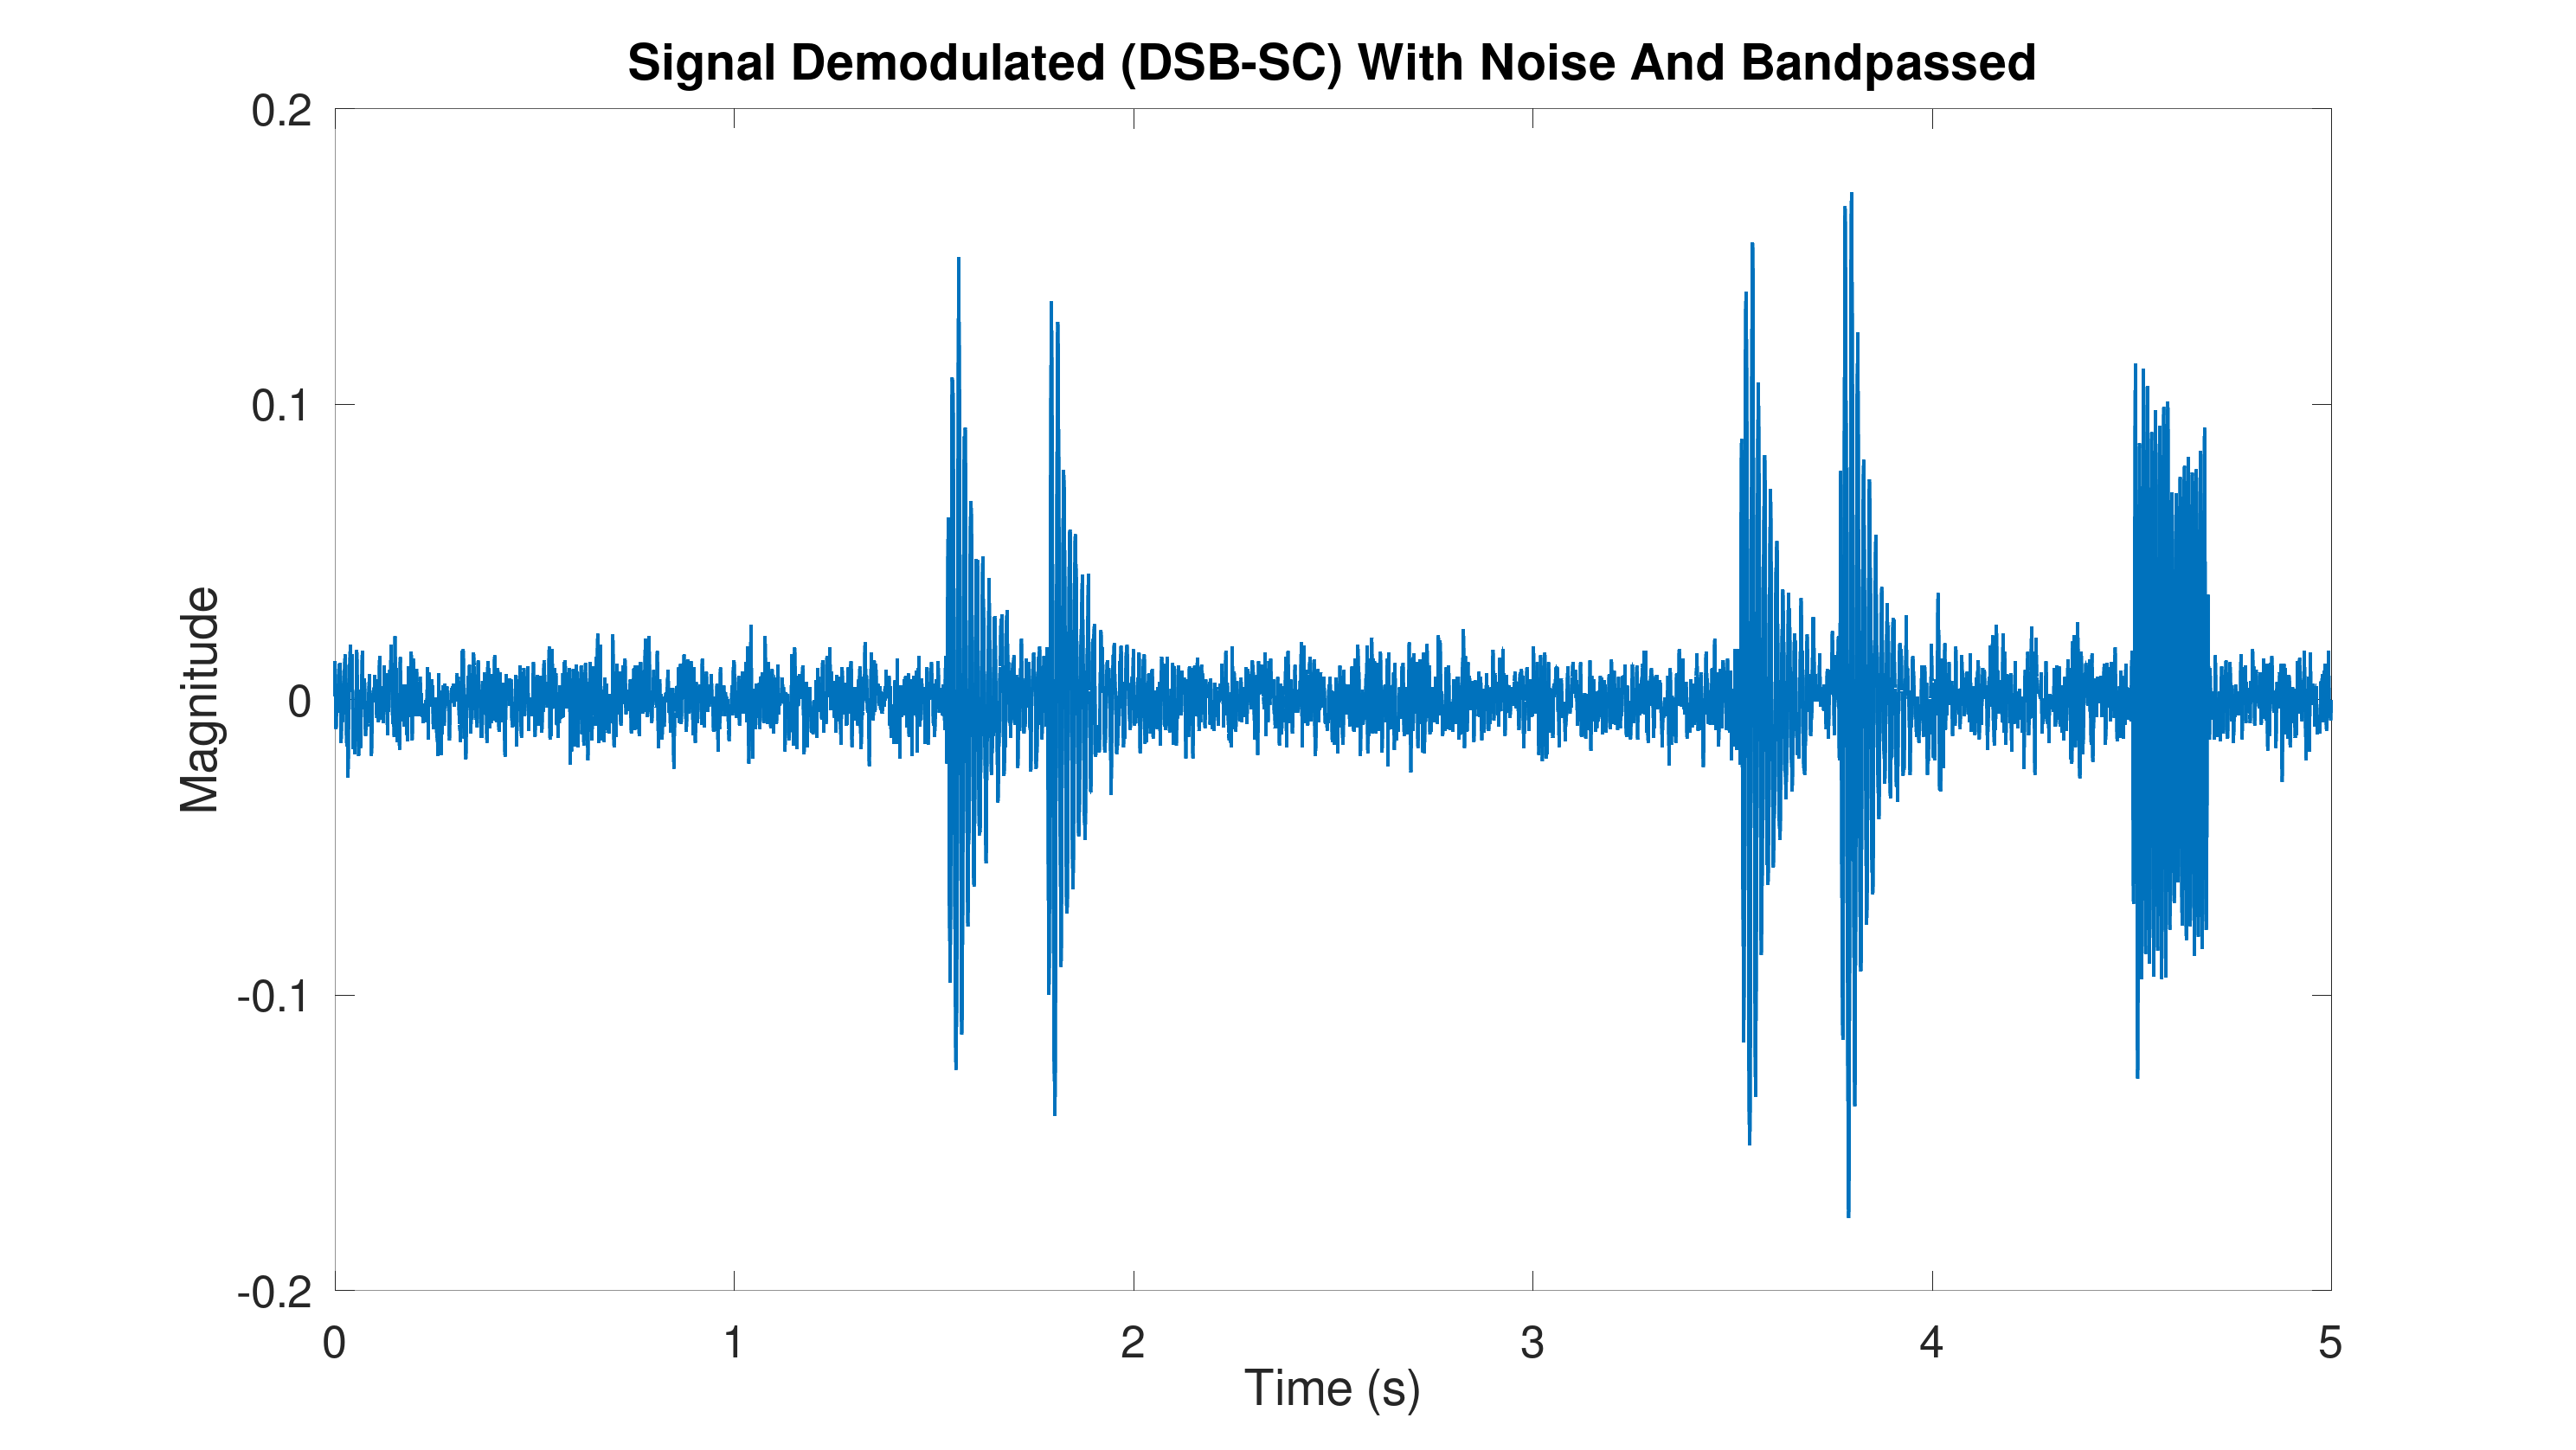 Signal Demodulated (DSB-SC) With Noise And Bandpassed
0.2
0.1
0
-0.1
-0.2
Magnitude
0 1 2 3 4 5
Time (s)